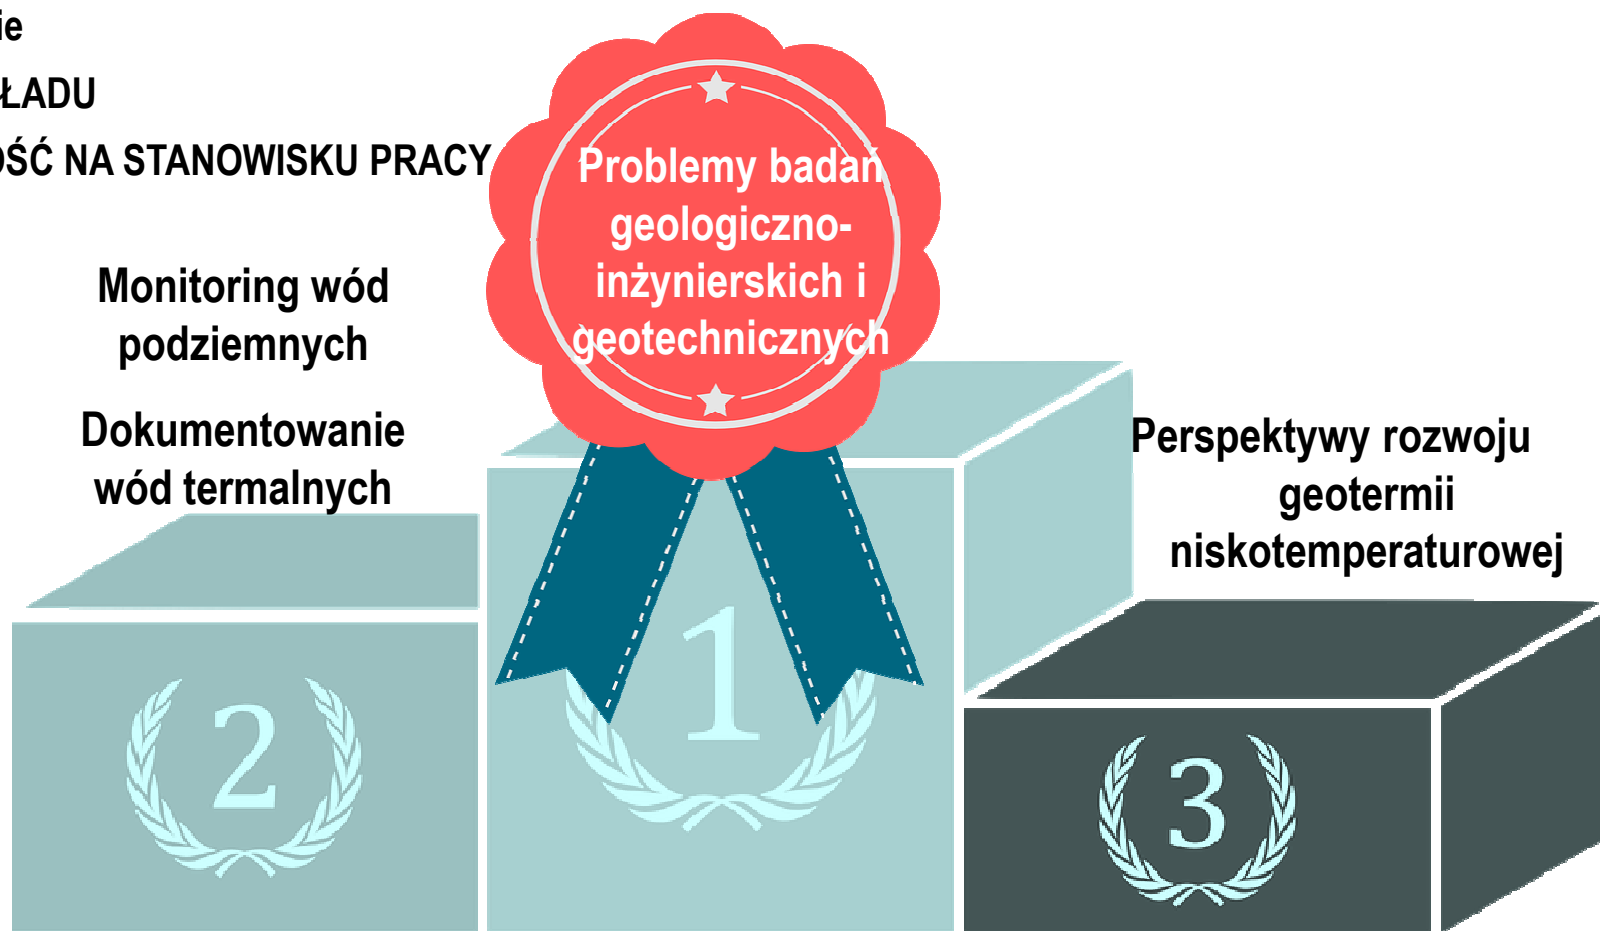 ie
ŁADU
OŚĆ NA STANOWISKU PRACY
Problemy badań
geologiczno-
inżynierskich i
geotechnicznych
Monitoring wód
podziemnych
Dokumentowanie
wód termalnych
Perspektywy rozwoju
geotermii
niskotemperaturowej
1
2
3